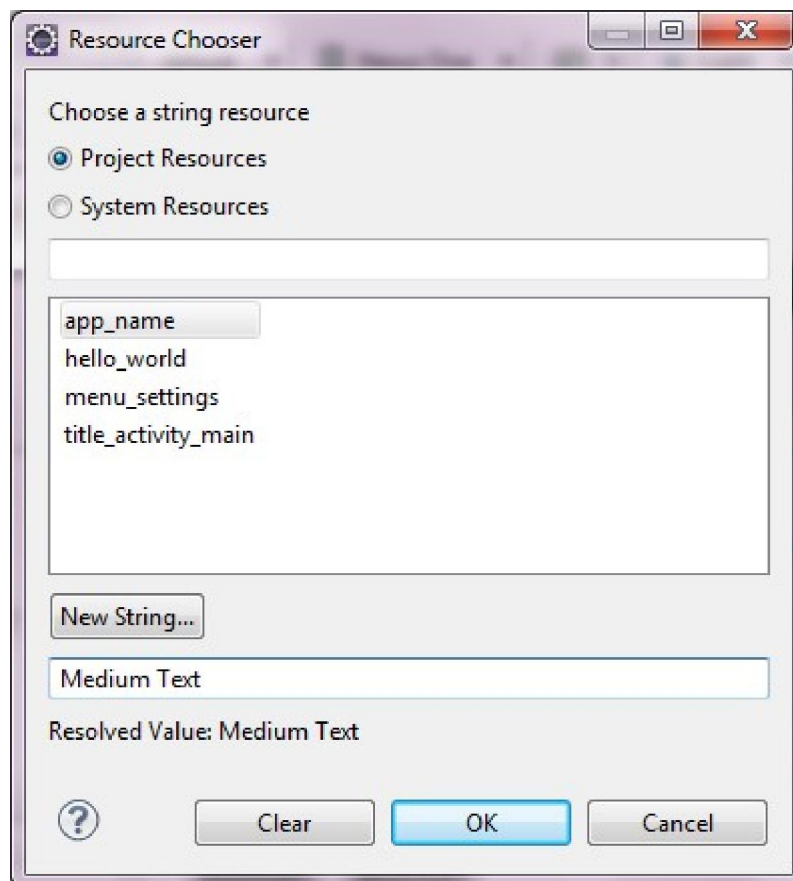 Resource Chooser
Choose a string resource
Project Resources
System Resources
app_name
hello_world
menu_settings
title_activity_main
New String...
Medium Text
Resolved Value: Medium Text
? Clear OK Cancel